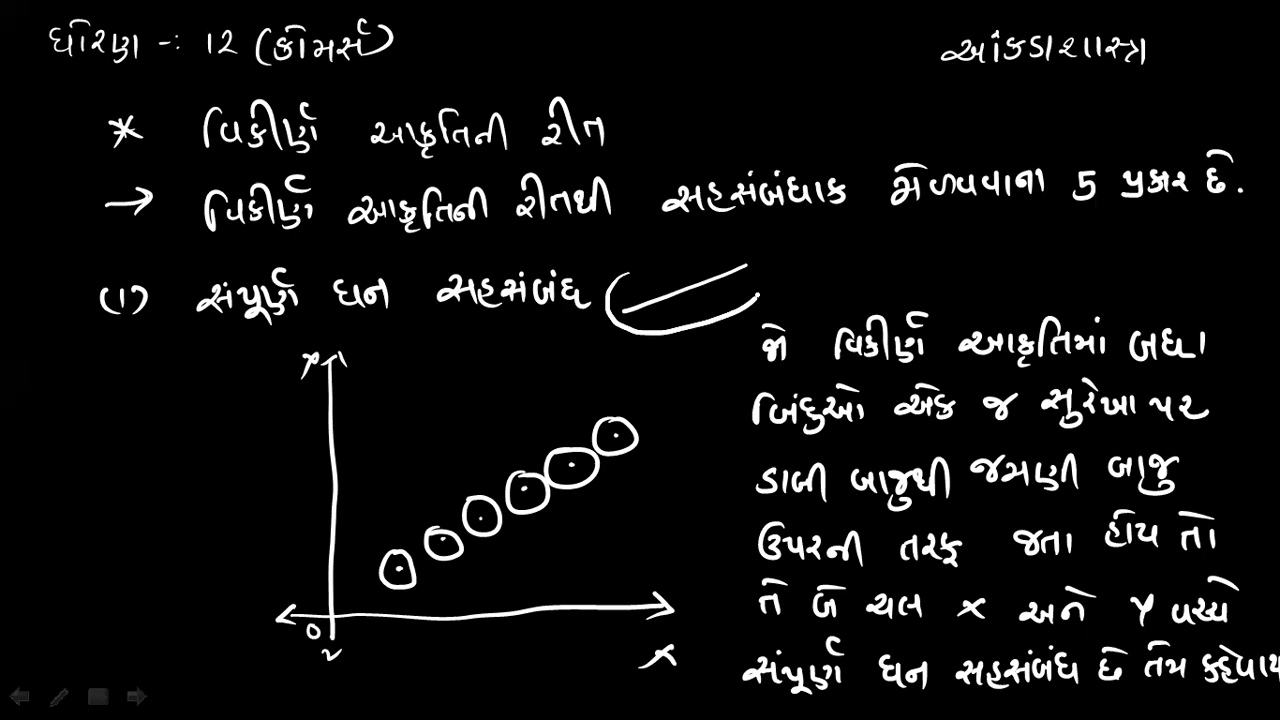 ધોરણ -: 12 (કોમર્સ)
આંકડાશાસ્ત્ર
* વિકીર્ણ આકૃતિની રીત
→ વિકીર્ણ આકૃતિની રીતથી સહસંબંધાક મેળવવાના 5 પ્રકાર છે.
(1) સંપૂર્ણ ધન સહસંબંધ
જો વિકીર્ણ આકૃતિમાં બધા
બિંદુઓ એક જ સુરેખા પર
ડાબી બાજુથી જમણી બાજુ
ઉપરની તરફ જતા હોય તો
તે બે ચલ X અને Y વચ્ચે
સંપૂર્ણ ધન સહસંબંધ છે તેમ કહેવાય
Y
0
X